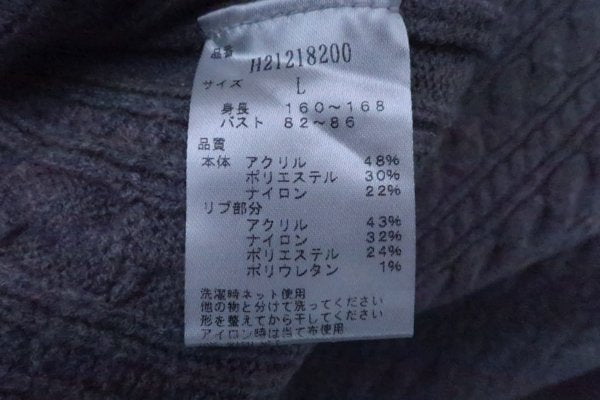 品番 H21218200
サイズ L
身長 160～168
バスト 82～86
品質
本体 アクリル 48%
ポリエステル 30%
ナイロン 22%
リブ部分
アクリル 43%
ナイロン 32%
ポリエステル 24%
ポリウレタン 1%
洗濯時ネット使用
他の物と分けて洗ってください
形を整えてから干してください
アイロン時は当て布使用